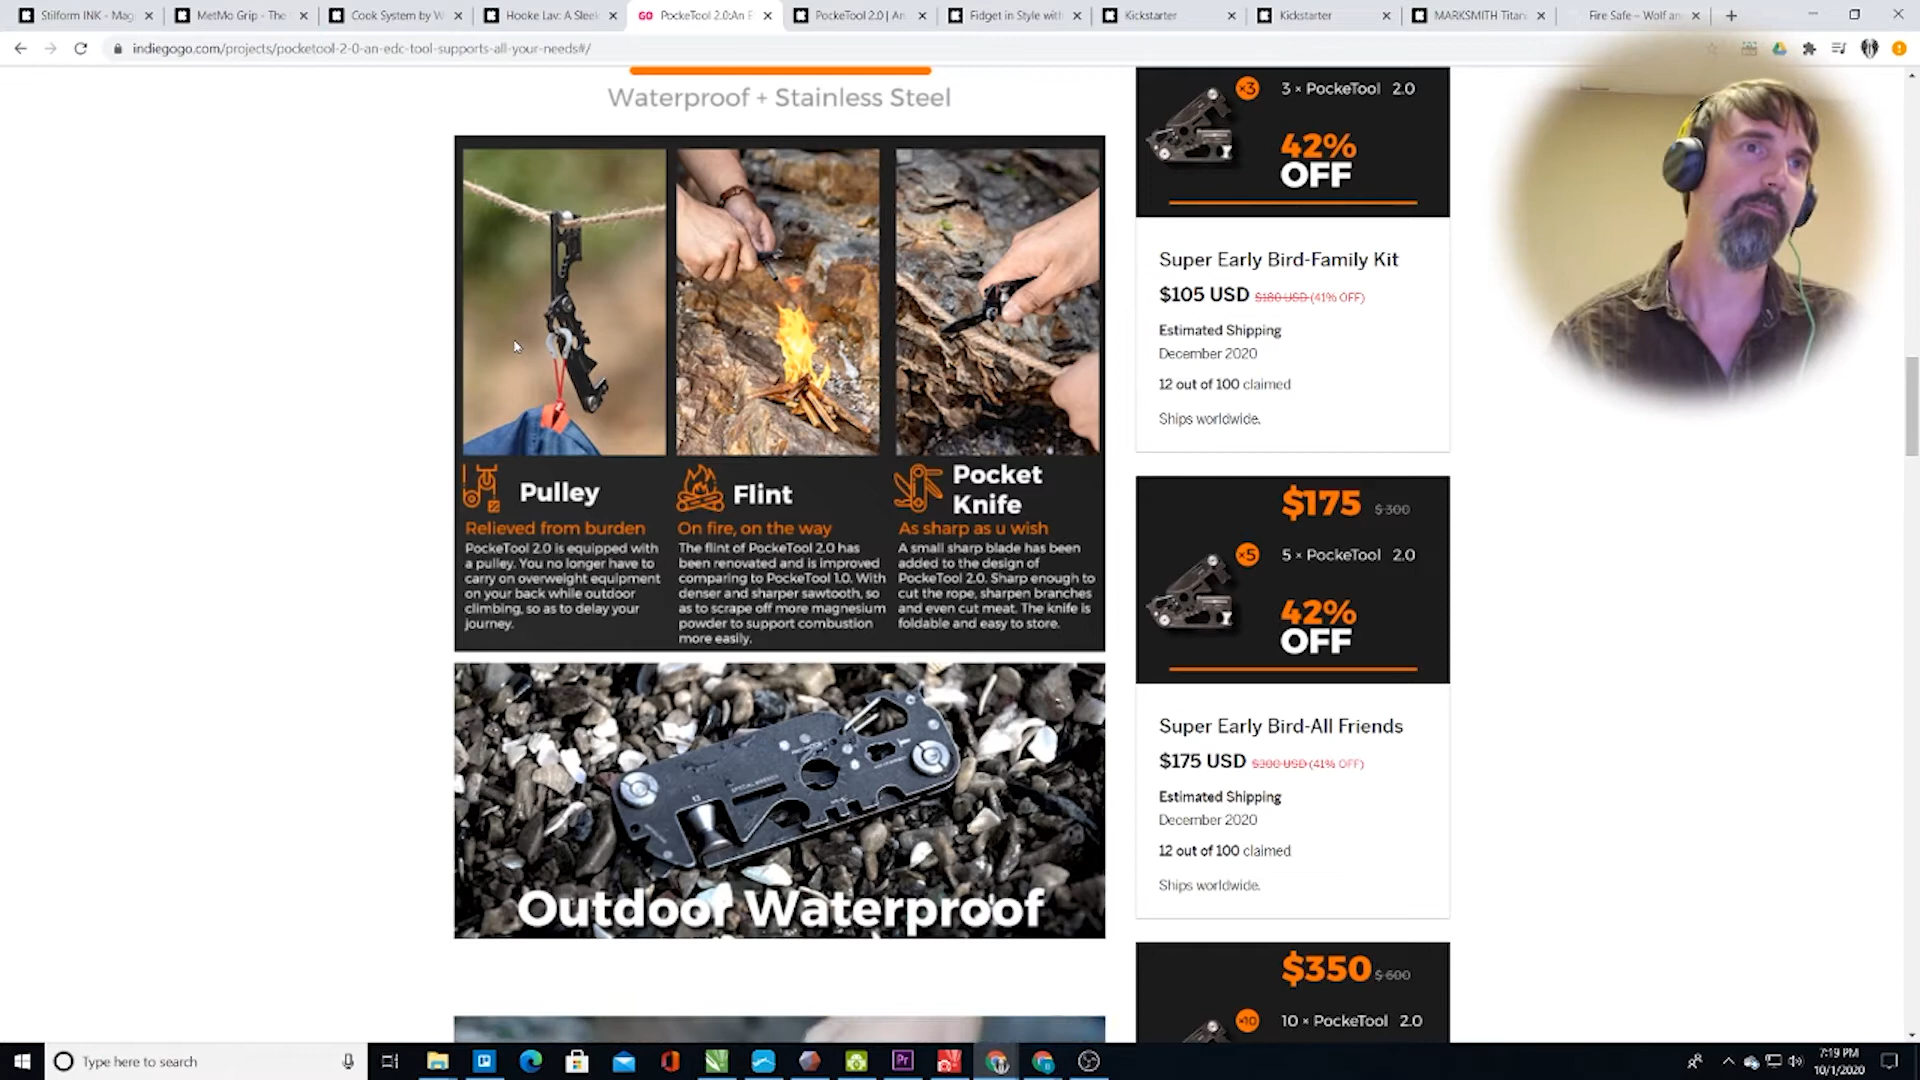 Stilform INK - Mag
MetMo Grip - The
Cook System by W
Hooke Lav: A Sleek
GO PockeTool 2.0:An E
PockeTool 2.0 | An
Fidget in Style with
Kickstarter
Kickstarter
MARKSMITH Titani
Fire Safe – Wolf an
indiegogo.com/projects/pocketool-2-0-an-edc-tool-supports-all-your-needs#/
Waterproof + Stainless Steel
Pulley
Relieved from burden
PockeTool 2.0 is equipped with
a pulley. You no longer have to
carry on overweight equipment
on your back while outdoor
climbing, so as to delay your
journey.
Flint
On fire, on the way
The flint of PockeTool 2.0 has
been renovated and is improved
comparing to PockeTool 1.0. With
denser and sharper sawtooth, so
as to scrape off more magnesium
powder to support combustion
more easily.
Pocket
Knife
As sharp as u wish
A small sharp blade has been
added to the design of
PockeTool 2.0. Sharp enough to
cut the rope, sharpen branches
and even cut meat. The knife is
foldable and easy to store.
Outdoor Waterproof
×3 3 × PockeTool 2.0
42%
OFF
Super Early Bird-Family Kit
$105 USD $180 USD (41% OFF)
Estimated Shipping
December 2020
12 out of 100 claimed
Ships worldwide.
$175 $300
×5 5 × PockeTool 2.0
42%
OFF
Super Early Bird-All Friends
$175 USD $300 USD (41% OFF)
Estimated Shipping
December 2020
12 out of 100 claimed
Ships worldwide.
$350 $600
×10 10 × PockeTool 2.0
Type here to search
Pr
7:19 PM
10/1/2020